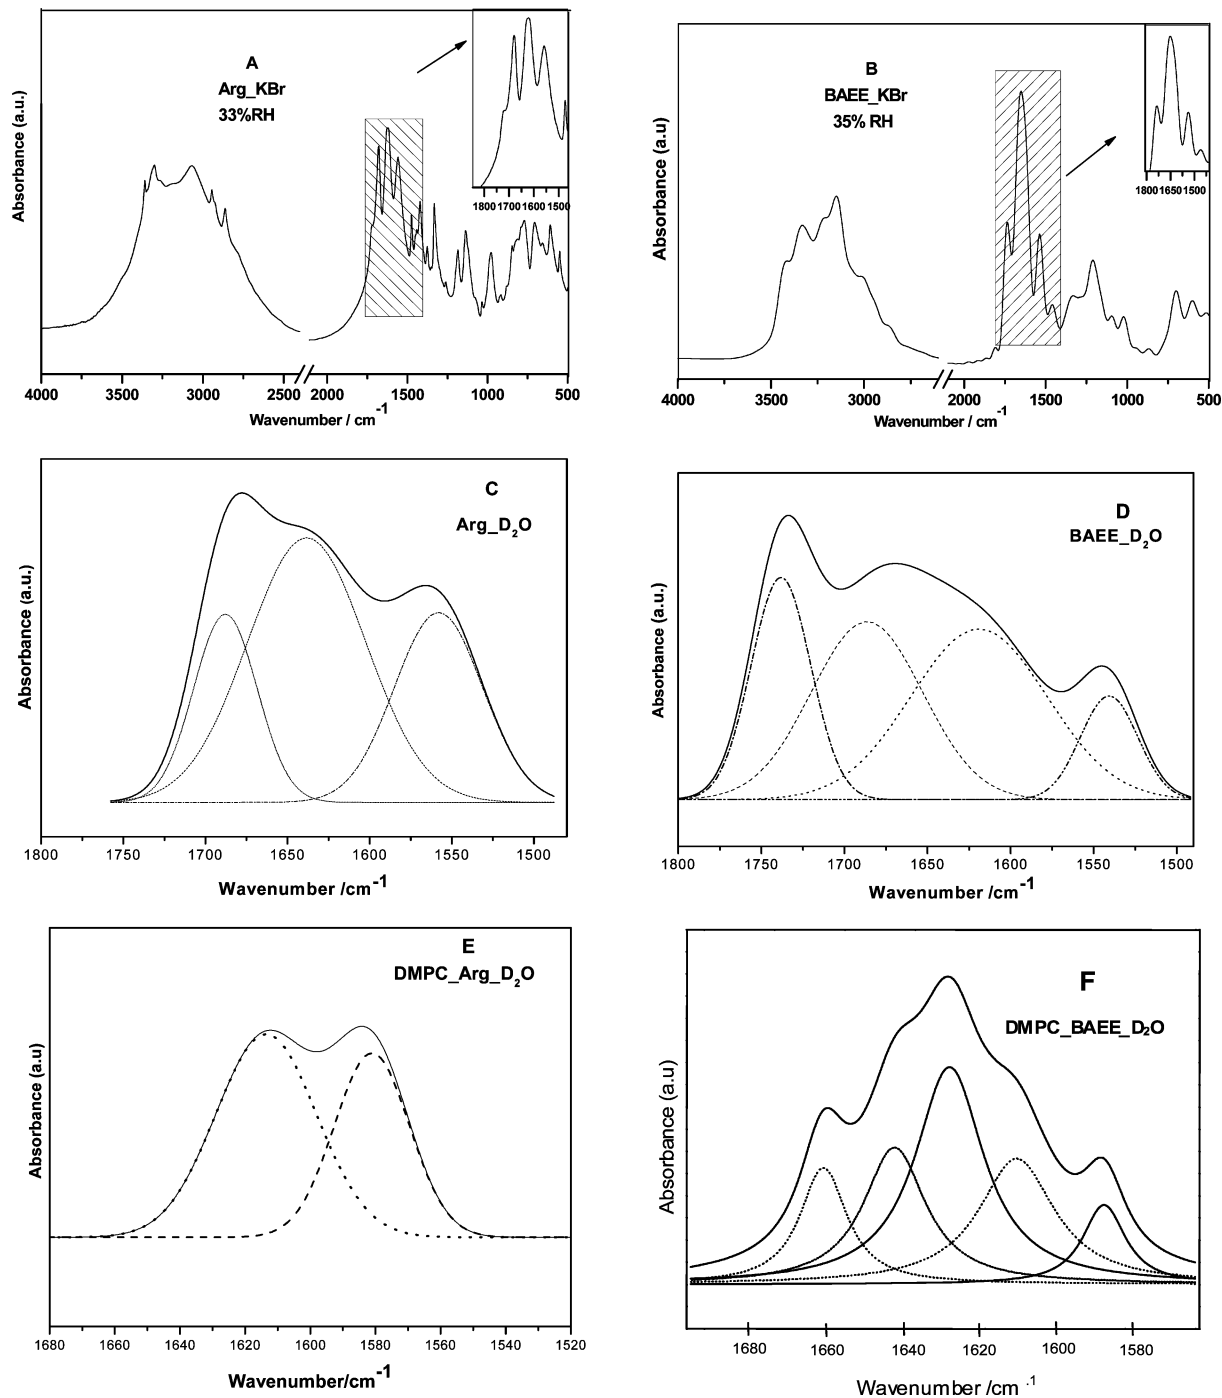 A
Arg_KBr
33%RH
Absorbance (a.u.)
1800 1700 1600 1500
4000 3500 3000 2500 2000 1500 1000 500
Wavenumber / cm-1
B
BAEE_KBr
35% RH
Absorbance (a.u)
1800 1650 1500
4000 3500 3000 2000 1500 1000 500
Wavenumber / cm-1
C
Arg_D2O
Absorbance (a.u.)
1800 1750 1700 1650 1600 1550 1500
Wavenumber /cm-1
D
BAEE_D2O
Absorbance (a.u.)
1800 1750 1700 1650 1600 1550 1500
Wavenumber /cm-1
E
DMPC_Arg_D2O
Absorbance (a.u)
1680 1660 1640 1620 1600 1580 1560 1540 1520
Wavenumber/cm-1
F
DMPC_BAEE_D2O
Absorbance (a.u)
1680 1660 1640 1620 1600 1580
Wavenumber /cm .1